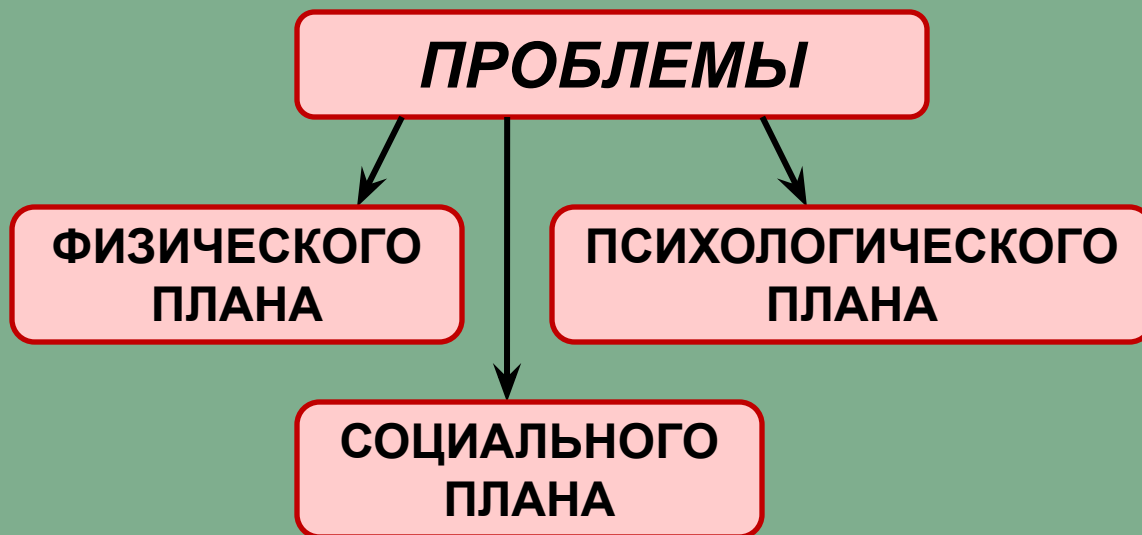 ПРОБЛЕМЫ
ФИЗИЧЕСКОГО
ПЛАНА
ПСИХОЛОГИЧЕСКОГО
ПЛАНА
СОЦИАЛЬНОГО
ПЛАНА